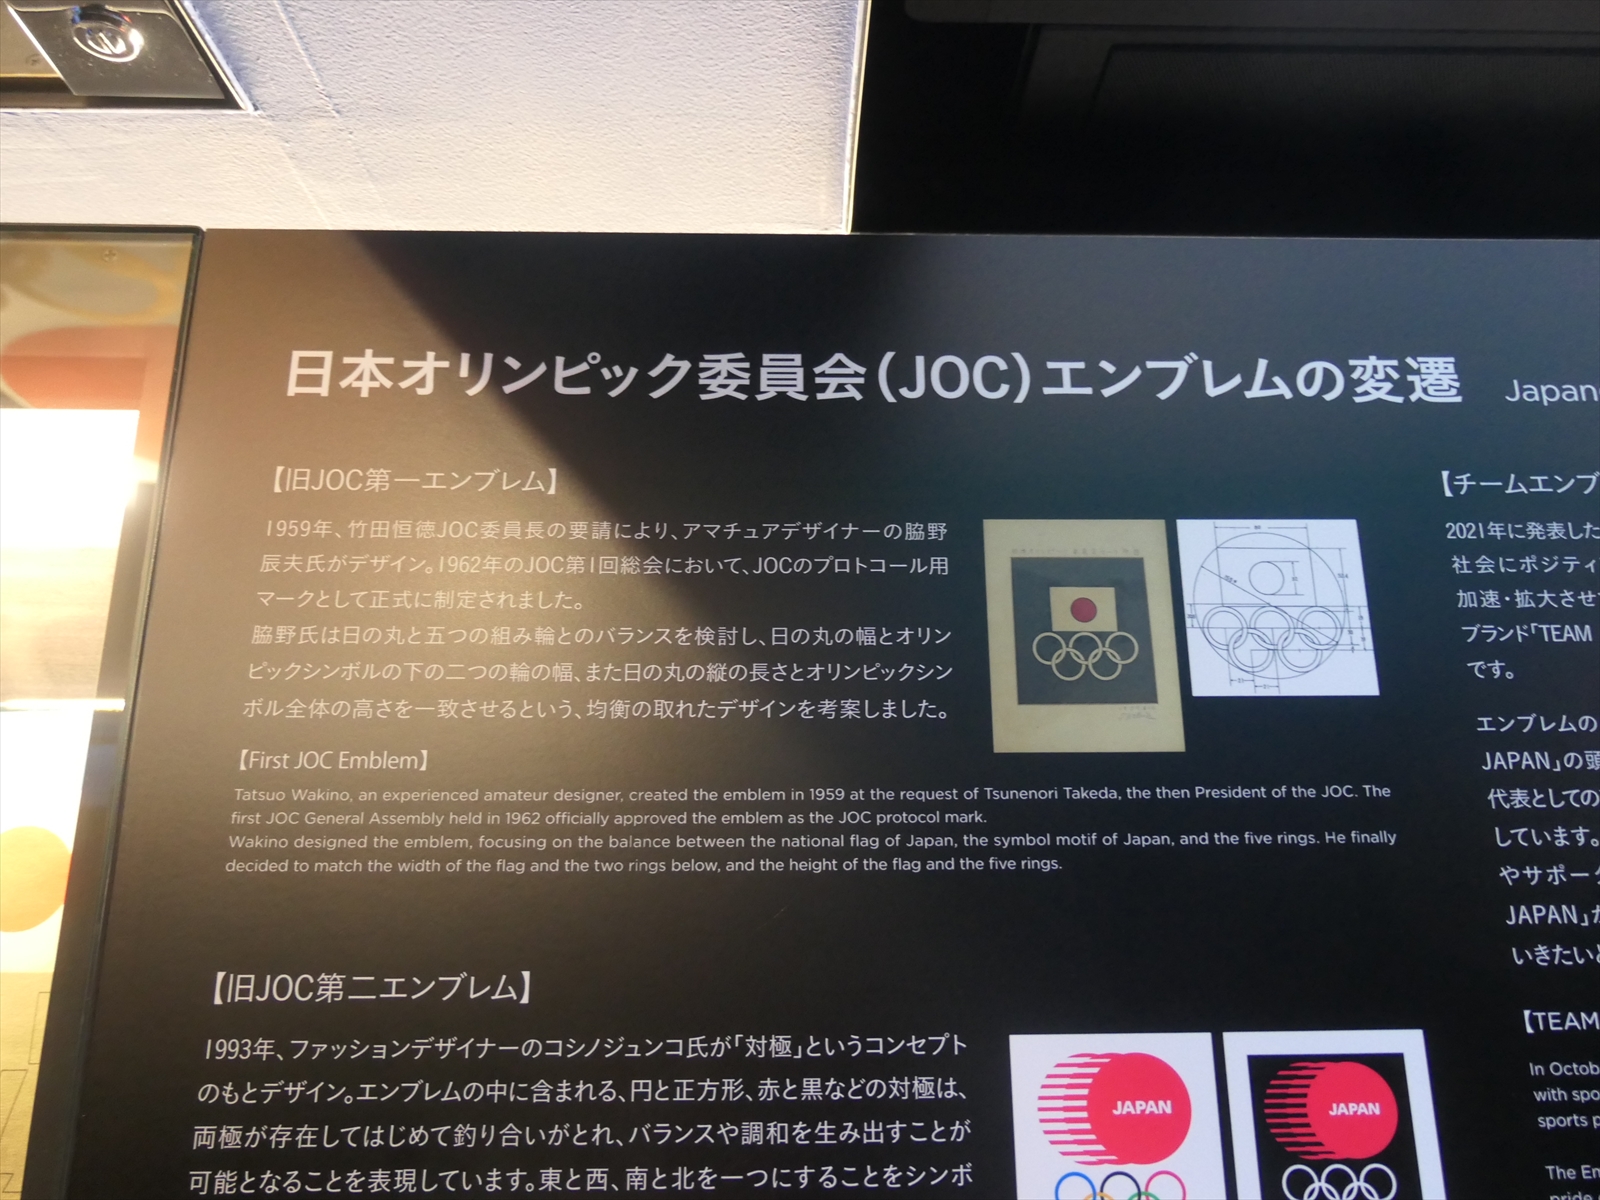 日本オリンピック委員会（JOC）エンブレムの変遷
【旧JOC第一エンブレム】
1959年、竹田恒徳JOC委員長の要請により、アマチュアデザイナーの脇野
辰夫氏がデザイン。1962年のJOC第1回総会において、JOCのプロトコール用
マークとして正式に制定されました。
脇野氏は日の丸と五つの組み輪とのバランスを検討し、日の丸の幅とオリン
ピックシンボルの下の二つの輪の幅、また日の丸の縦の長さとオリンピックシン
ボル全体の高さを一致させるという、均衡の取れたデザインを考案しました。
【First JOC Emblem】
Tatsuo Wakino, an experienced amateur designer, created the emblem in 1959 at the request of Tsunenori Takeda, the then President of the JOC. The
first JOC General Assembly held in 1962 officially approved the emblem as the JOC protocol mark.
Wakino designed the emblem, focusing on the balance between the national flag of Japan, the symbol motif of Japan, and the five rings. He finally
decided to match the width of the flag and the two rings below, and the height of the flag and the five rings.
【旧JOC第二エンブレム】
1993年、ファッションデザイナーのコシノジュンコ氏が「対極」というコンセプト
のもとデザイン。エンブレムの中に含まれる、円と正方形、赤と黒などの対極は、
両極が存在してはじめて釣り合いがとれ、バランスや調和を生み出すことが
可能となることを表現しています。東と西、南と北を一つにすることをシンボ
JAPAN
JAPAN
【チームエンブ
2021年に発表した
社会にポジティ
加速・拡大させ
ブランド「TEAM
です。
エンブレムの
JAPAN」の頭
代表としての
しています。
やサポー
JAPAN」が
いきたいと
【TEAM
In Octob
with spo
sports p
The Em
pride